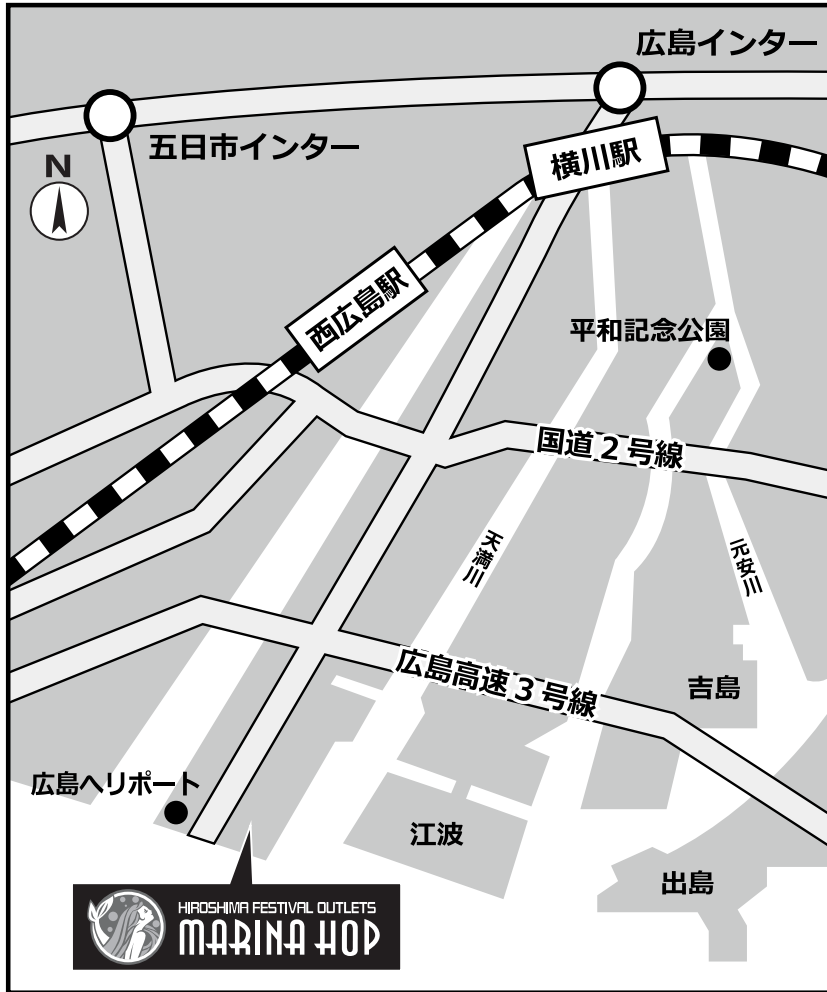 広島インター
五日市インター
N
横川駅
西広島駅
平和記念公園
国道2号線
天満川
元安川
広島高速3号線
吉島
広島ヘリポート
江波
出島
HIROSHIMA FESTIVAL OUTLETS
MARINA HOP